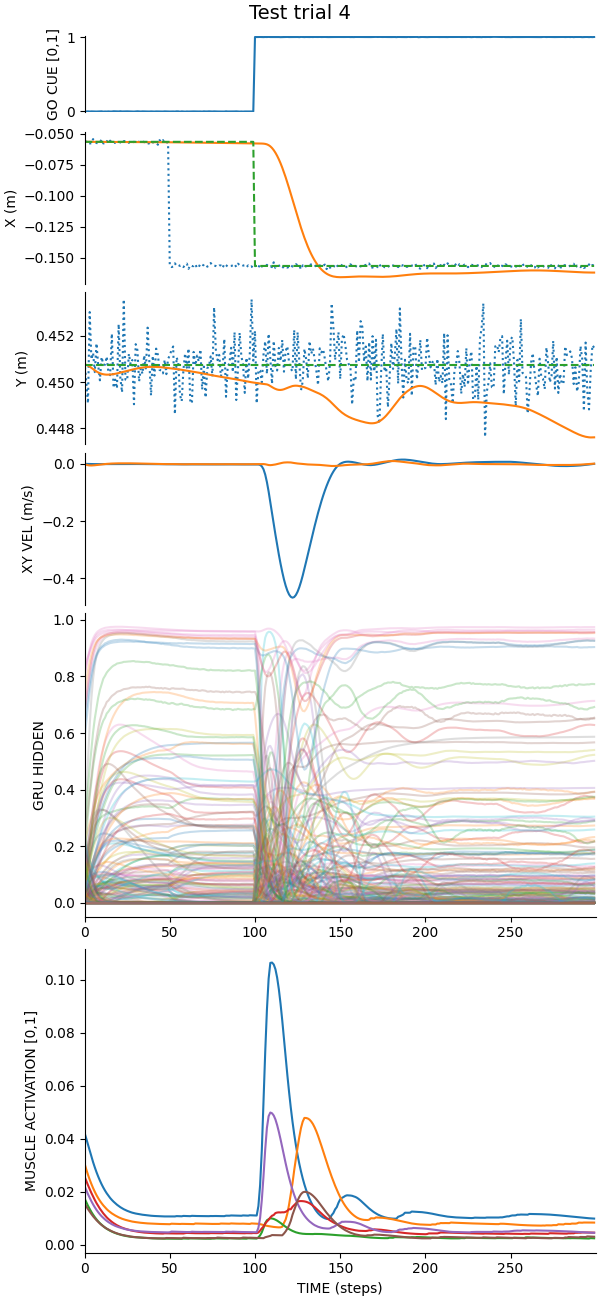 Test trial 4
GO CUE [0,1]
1
0
X (m)
−0.050
−0.075
−0.100
−0.125
−0.150
Y (m)
0.452
0.450
0.448
XY VEL (m/s)
0.0
−0.2
−0.4
GRU HIDDEN
1.0
0.8
0.6
0.4
0.2
0.0
0 50 100 150 200 250
MUSCLE ACTIVATION [0,1]
0.10
0.08
0.06
0.04
0.02
0.00
0 50 100 150 200 250
TIME (steps)